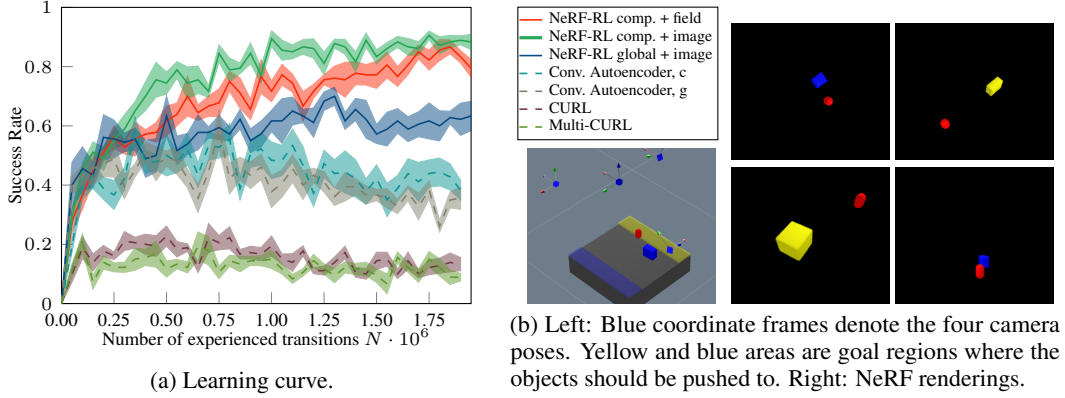 NeRF-RL comp. + field
NeRF-RL comp. + image
NeRF-RL global + image
Conv. Autoencoder, c
Conv. Autoencoder, g
CURL
Multi-CURL
1
0.8
0.6
0.4
0.2
0
Success Rate
0.00 0.25 0.50 0.75 1.00 1.25 1.50 1.75
Number of experienced transitions N · 10⁶
(a) Learning curve.
(b) Left: Blue coordinate frames denote the four camera
poses. Yellow and blue areas are goal regions where the
objects should be pushed to. Right: NeRF renderings.